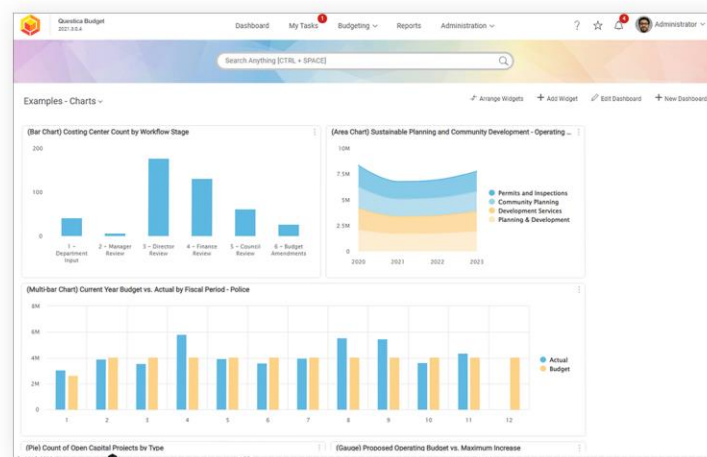 Questica Budget
2021.3.0.4
Dashboard
My Tasks
1
Budgeting
Reports
Administration
?
4
Administrator
Search Anything [CTRL + SPACE]
Examples - Charts
Arrange Widgets
+ Add Widget
Edit Dashboard
+ New Dashboard
(Bar Chart) Costing Center Count by Workflow Stage
200
100
0
1 - Department Input
2 - Manager Review
3 - Director Review
4 - Finance Review
5 - Council Review
6 - Budget Amendments
(Area Chart) Sustainable Planning and Community Development - Operating ...
10M
7.5M
5M
2.5M
0
2020
2021
2022
2023
Permits and Inspections
Community Planning
Development Services
Planning & Development
(Multi-bar Chart) Current Year Budget vs. Actual by Fiscal Period - Police
8M
6M
4M
2M
0
1
2
3
4
5
6
7
8
9
10
11
12
Actual
Budget
(Pie) Count of Open Capital Projects by Type
(Gauge) Proposed Operating Budget vs. Maximum Increase